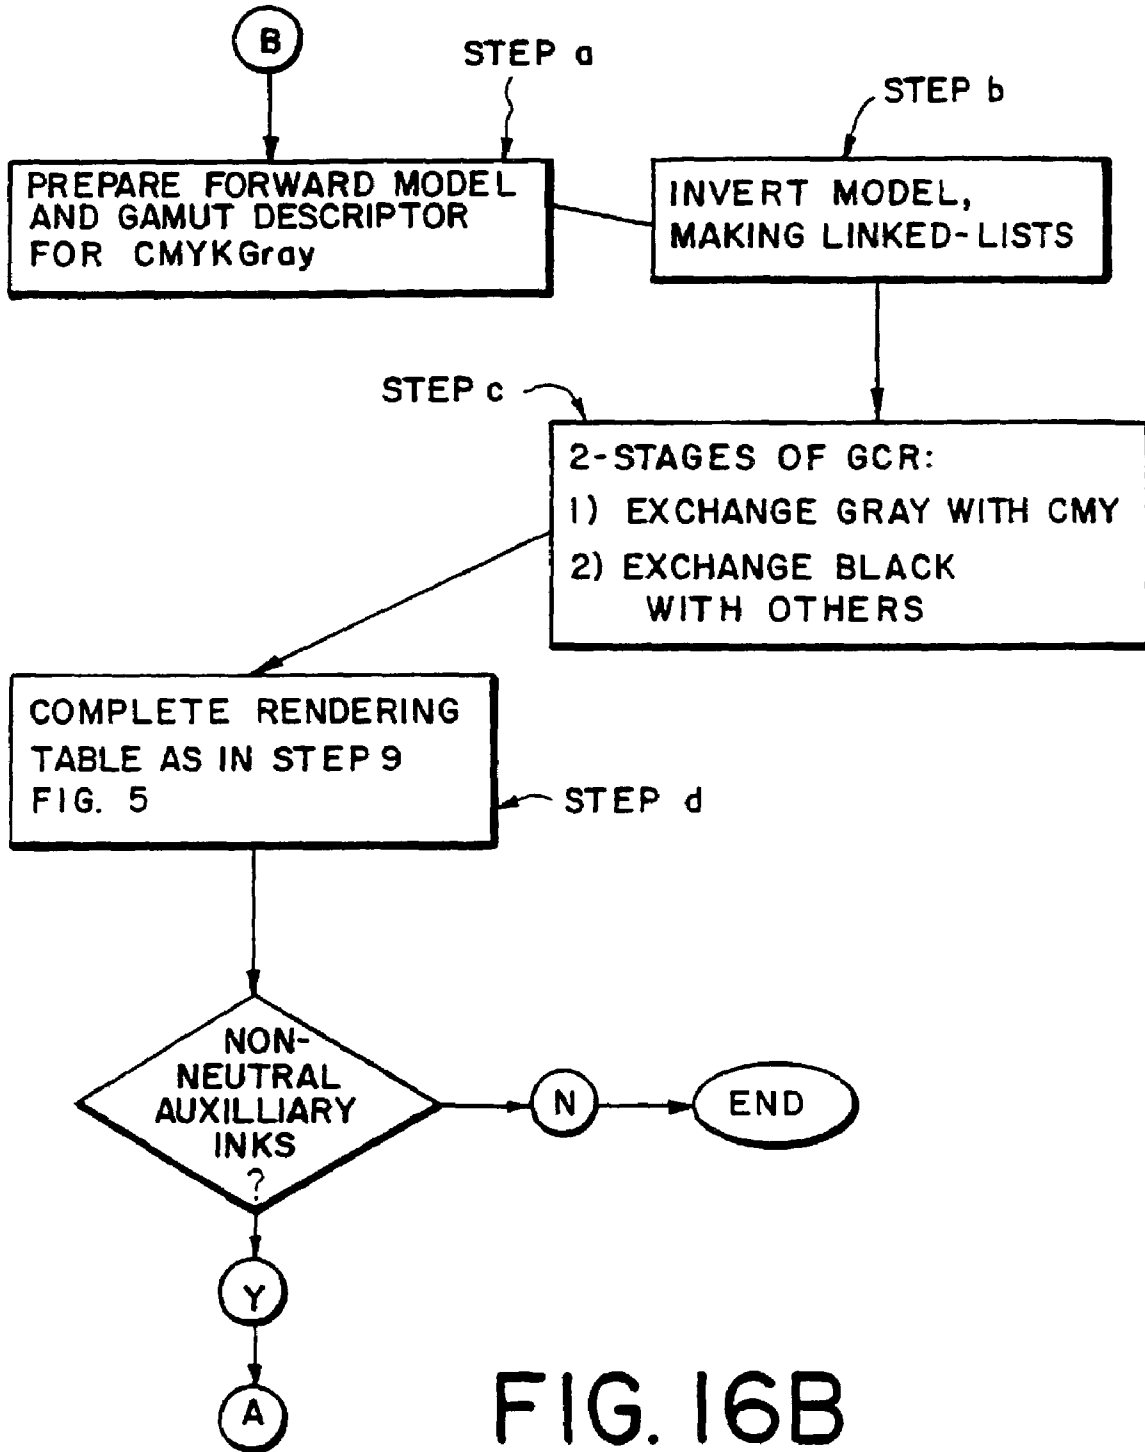 B
STEP a
STEP b
PREPARE FORWARD MODEL
AND GAMUT DESCRIPTOR
FOR CMYKGray
INVERT MODEL,
MAKING LINKED-LISTS
STEP c
2-STAGES OF GCR:
1) EXCHANGE GRAY WITH CMY
2) EXCHANGE BLACK
WITH OTHERS
COMPLETE RENDERING
TABLE AS IN STEP 9
FIG. 5
STEP d
NON-
NEUTRAL
AUXILLIARY
INKS
?
N
END
Y
A
FIG. 16B